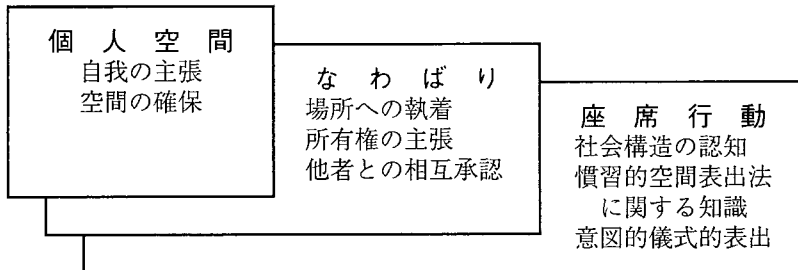 個人空間
自我の主張
空間の確保
なわばり
場所への執着
所有権の主張
他者との相互承認
座席行動
社会構造の認知
慣習的空間表出法
に関する知識
意図的儀式的表出